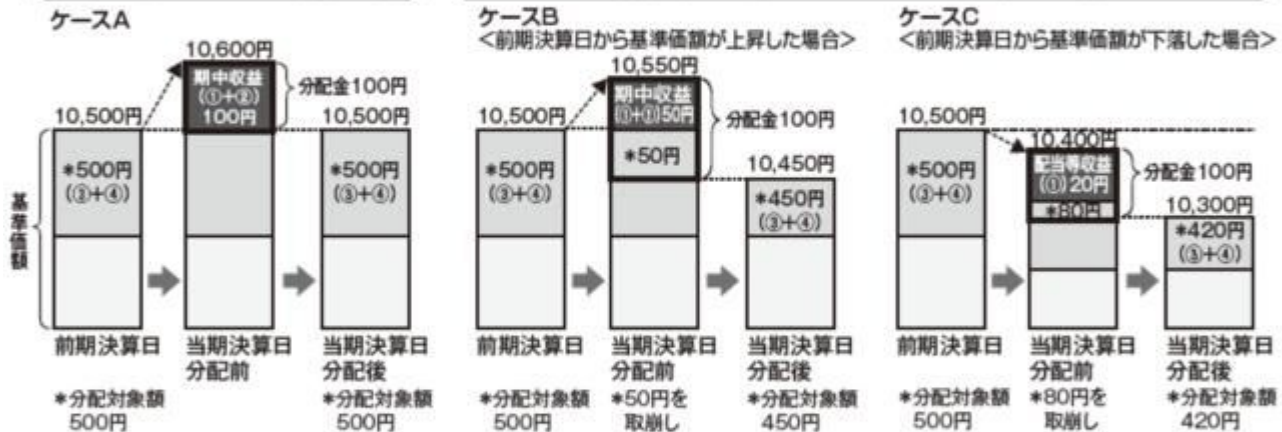 ケースA
10,600円
期中収益
(①+②)
100円
分配金100円
10,500円
10,500円
*500円
(③+④)
*500円
(③+④)
基準価額
前期決算日
当期決算日
分配前
当期決算日
分配後
*分配対象額
500円
*分配対象額
500円
ケースB
<前期決算日から基準価額が上昇した場合>
10,550円
期中収益
(①+②)50円
分配金100円
10,500円
*500円
(③+④)
*50円
10,450円
*450円
(③+④)
前期決算日
当期決算日
分配前
当期決算日
分配後
*分配対象額
500円
*50円を
取崩し
*分配対象額
450円
ケースC
<前期決算日から基準価額が下落した場合>
10,500円
10,400円
*500円
(③+④)
配当等収益
(①)20円
*80円
分配金100円
10,300円
*420円
(③+④)
前期決算日
当期決算日
分配前
当期決算日
分配後
*分配対象額
500円
*80円を
取崩し
*分配対象額
420円